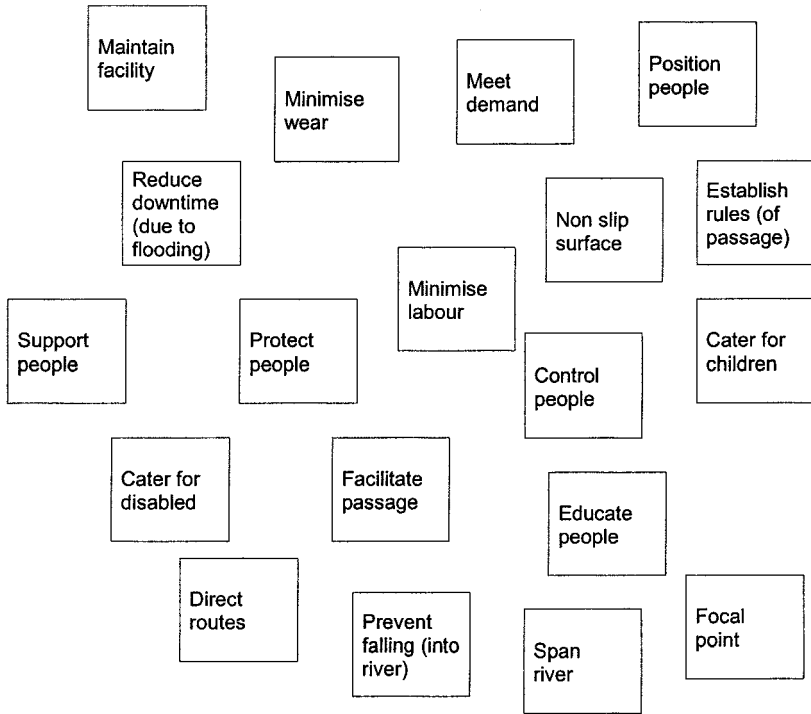 Maintain
facility
Minimise
wear
Meet
demand
Position
people
Reduce
downtime
(due to
flooding)
Non slip
surface
Establish
rules (of
passage)
Minimise
labour
Support
people
Protect
people
Control
people
Cater for
children
Cater for
disabled
Facilitate
passage
Educate
people
Direct
routes
Prevent
falling (into
river)
Span
river
Focal
point